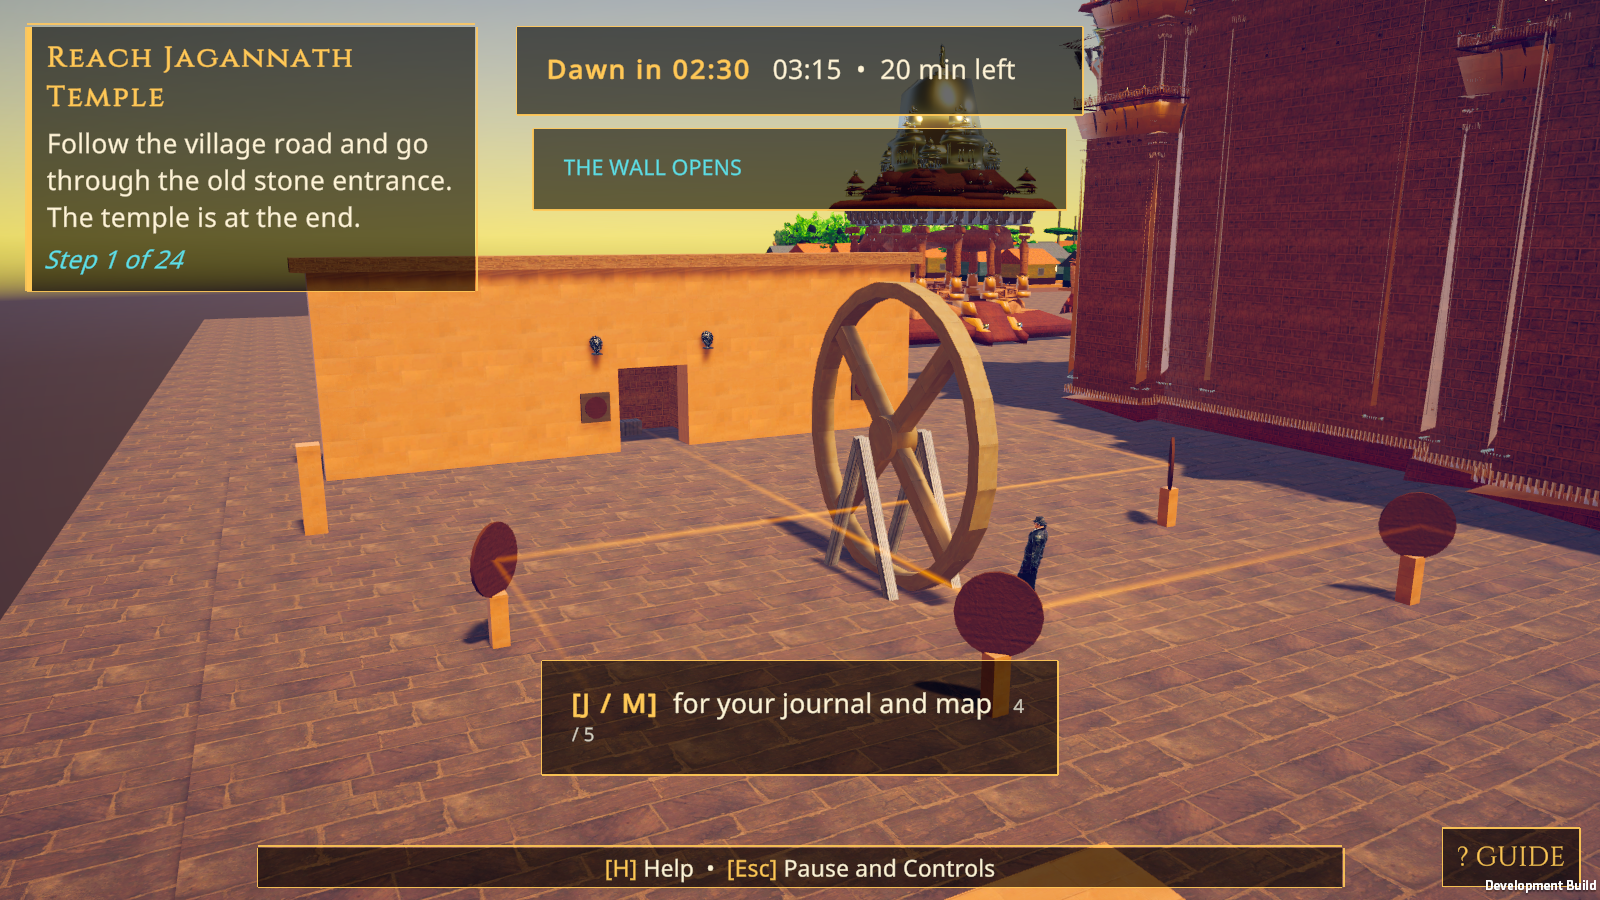 REACH JAGANNATH
TEMPLE
Follow the village road and go
through the old stone entrance.
The temple is at the end.
Step 1 of 24
Dawn in 02:30 03:15 • 20 min left
THE WALL OPENS
[J / M] for your journal and map 4
/ 5
[H] Help • [Esc] Pause and Controls
? GUIDE
Development Build